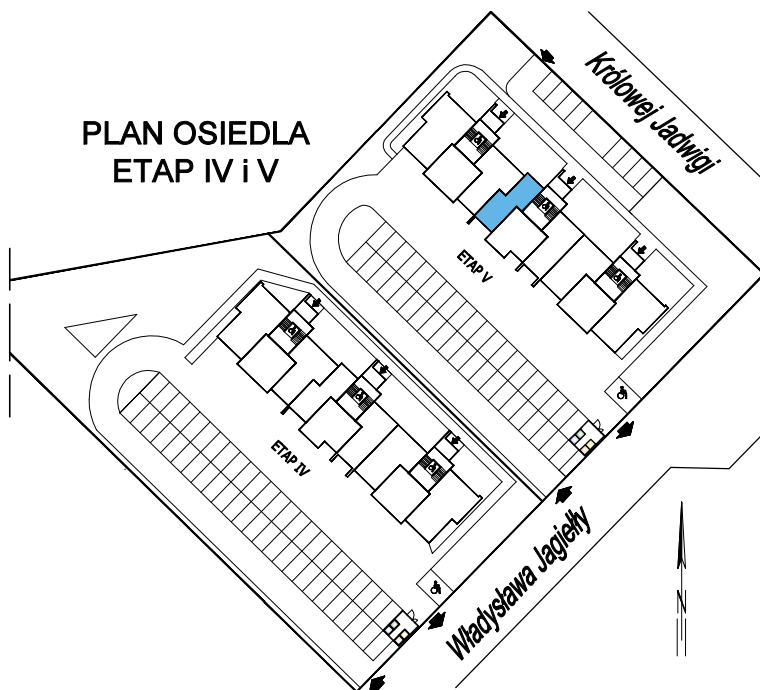 PLAN OSIEDLA
ETAP IV i V
Królowej Jadwigi
ETAP V
ETAP IV
Władysława Jagiełły
N